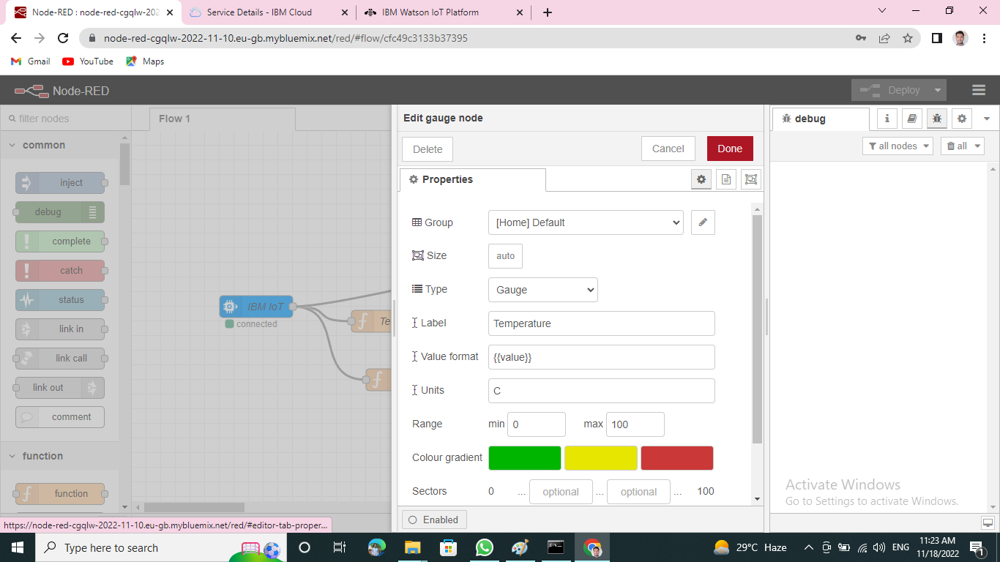 Node-RED : node-red-cgqlw-202
Service Details - IBM Cloud
IBM Watson IoT Platform
node-red-cgqlw-2022-11-10.eu-gb.mybluemix.net/red/#flow/cfc49c3133b37395
Gmail YouTube Maps
Node-RED
Deploy
filter nodes
common
inject
debug
complete
catch
status
link in
link call
link out
comment
function
function
Flow 1
IBM IoT
connected
Te
Edit gauge node
Delete Cancel Done
Properties
Group [Home] Default
Size auto
Type Gauge
Label Temperature
Value format {{value}}
Units C
Range min 0 max 100
Colour gradient
Sectors 0 ... optional ... optional ... 100
Enabled
debug
all nodes all
Activate Windows
Go to Settings to activate Windows.
https://node-red-cgqlw-2022-11-10.eu-gb.mybluemix.net/red/#editor-tab-proper...
Type here to search
29°C Haze
ENG
11:23 AM
11/18/2022
1